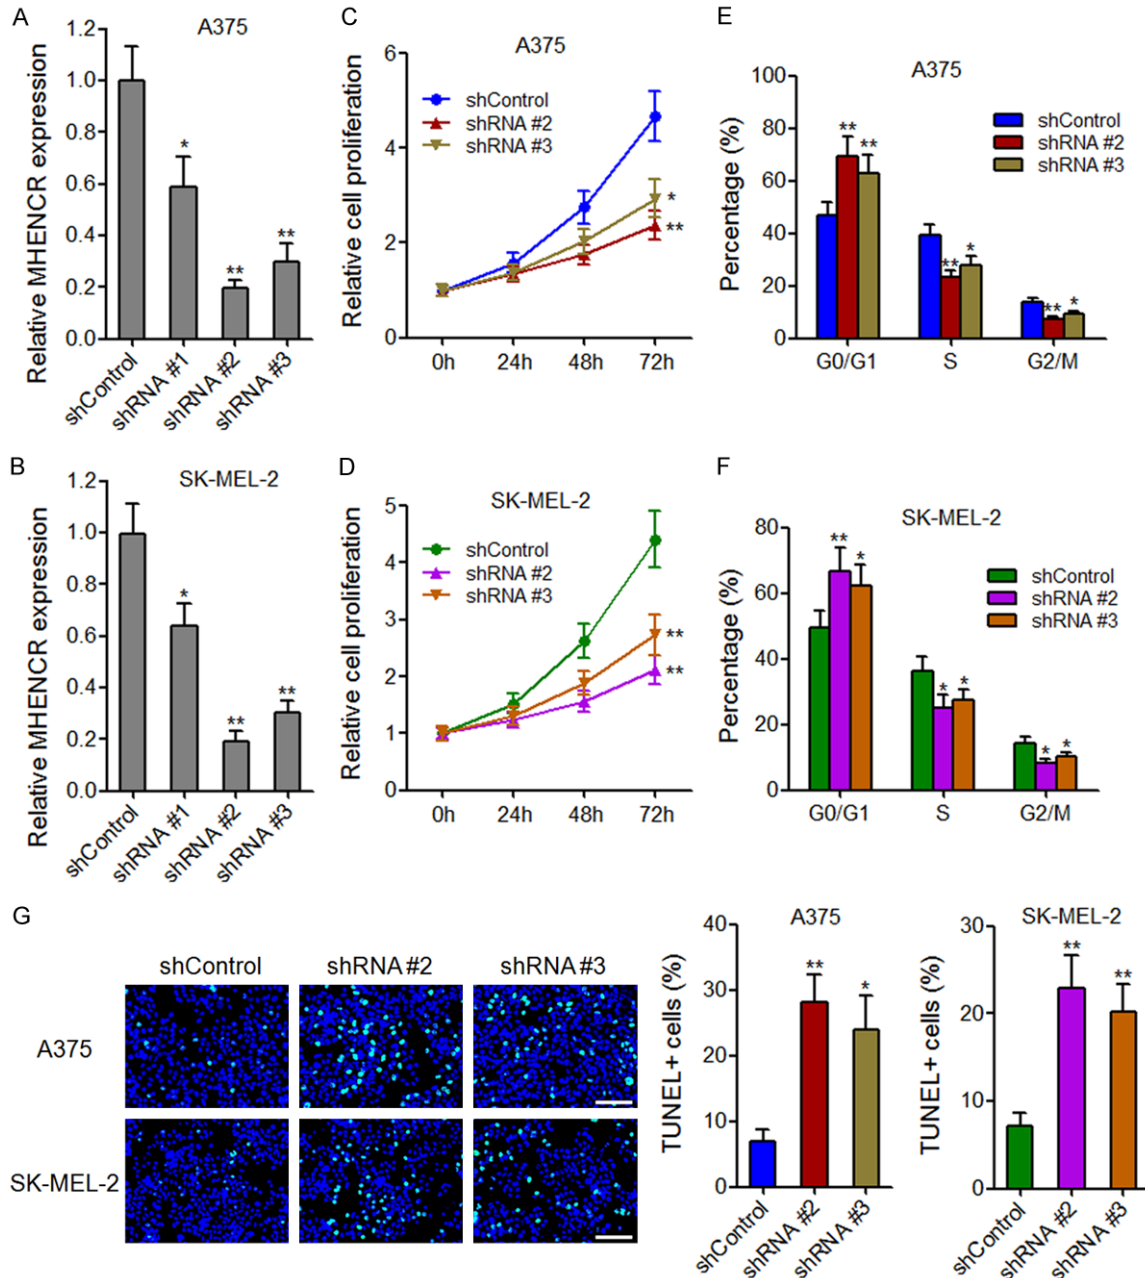 A
A375
Relative MHENCR expression
1.2
1.0
0.8
0.6
0.4
0.2
0.0
*
**
**
shControl
shRNA #1
shRNA #2
shRNA #3
C
A375
Relative cell proliferation
6
4
2
0
shControl
shRNA #2
shRNA #3
*
**
0h
24h
48h
72h
E
A375
Percentage (%)
100
80
60
40
20
0
shControl
shRNA #2
shRNA #3
**
**
**
*
**
*
G0/G1
S
G2/M
B
SK-MEL-2
Relative MHENCR expression
1.2
1.0
0.8
0.6
0.4
0.2
0.0
*
**
**
shControl
shRNA #1
shRNA #2
shRNA #3
D
SK-MEL-2
Relative cell proliferation
5
4
3
2
1
0
shControl
shRNA #2
shRNA #3
**
**
0h
24h
48h
72h
F
SK-MEL-2
Percentage (%)
80
60
40
20
0
shControl
shRNA #2
shRNA #3
**
*
*
*
*
*
G0/G1
S
G2/M
G
shControl
shRNA #2
shRNA #3
A375
SK-MEL-2
A375
TUNEL+ cells (%)
40
30
20
10
0
**
*
shControl
shRNA #2
shRNA #3
SK-MEL-2
TUNEL+ cells (%)
30
20
10
0
**
**
shControl
shRNA #2
shRNA #3